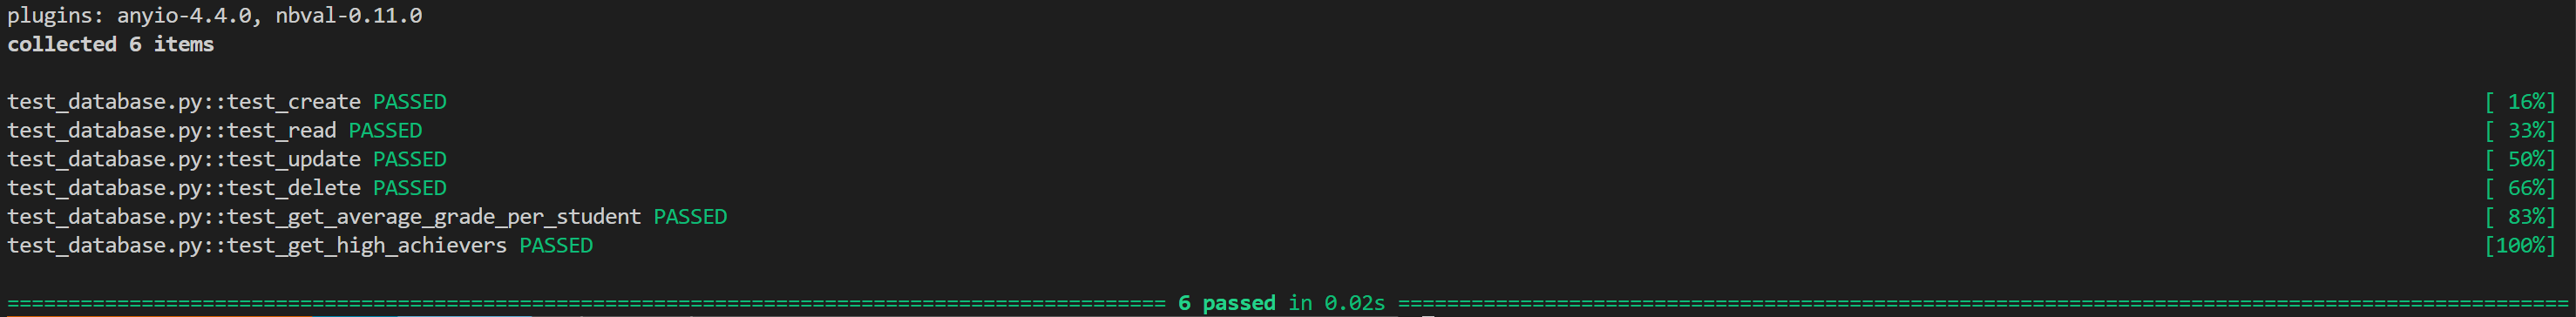 plugins: anyio-4.4.0, nbval-0.11.0
collected 6 items
test_database.py::test_create PASSED [ 16%]
test_database.py::test_read PASSED [ 33%]
test_database.py::test_update PASSED [ 50%]
test_database.py::test_delete PASSED [ 66%]
test_database.py::test_get_average_grade_per_student PASSED [ 83%]
test_database.py::test_get_high_achievers PASSED [100%]
6 passed in 0.02s